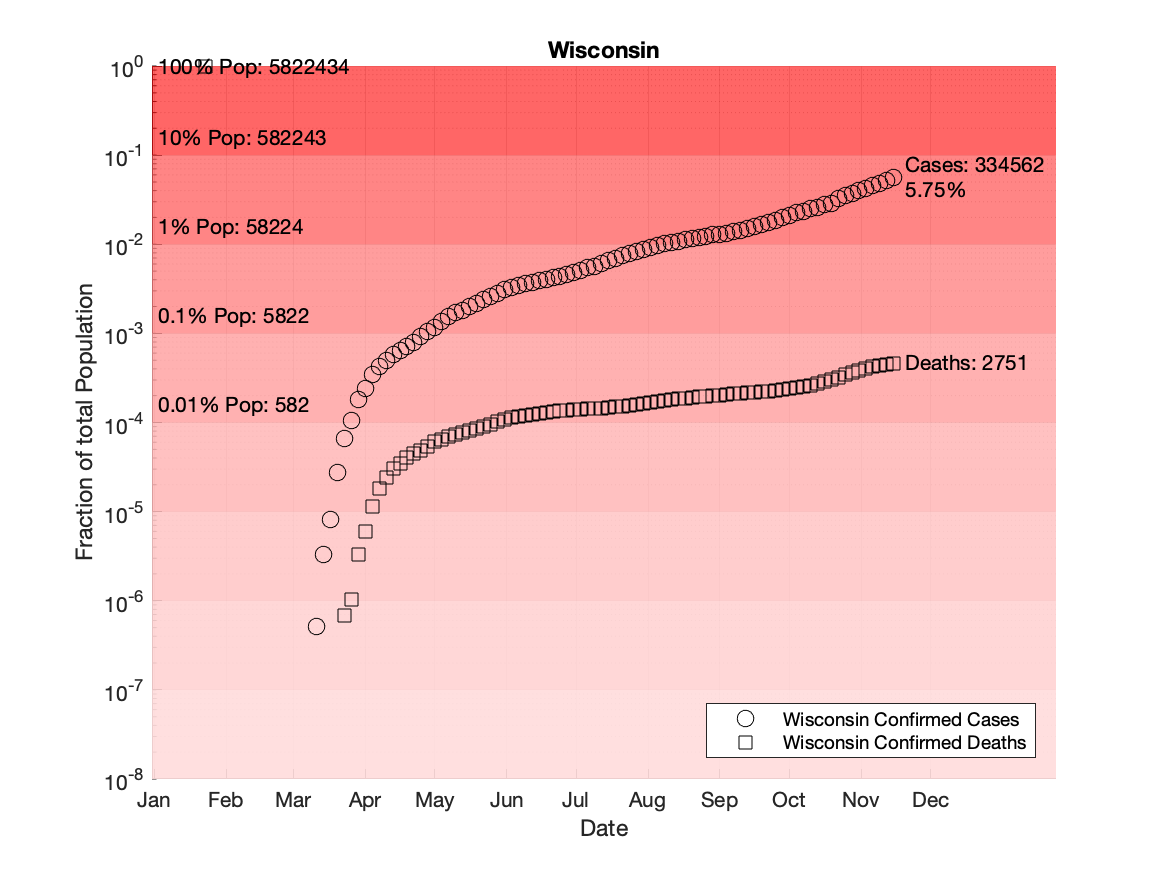 Wisconsin
10^0
100% Pop: 5822434
10% Pop: 582243
10^-1
Cases: 334562
5.75%
1% Pop: 58224
10^-2
0.1% Pop: 5822
10^-3
Deaths: 2751
0.01% Pop: 582
10^-4
10^-5
10^-6
10^-7
10^-8
Fraction of total Population
Wisconsin Confirmed Cases
Wisconsin Confirmed Deaths
Jan Feb Mar Apr May Jun Jul Aug Sep Oct Nov Dec
Date